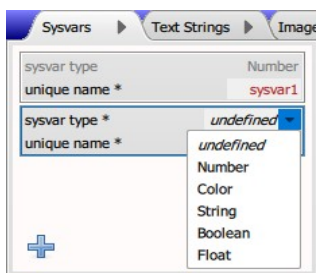 Sysvars Text Strings Image
sysvar type Number
unique name * sysvar1
sysvar type * undefined
unique name *
undefined
Number
Color
String
Boolean
Float